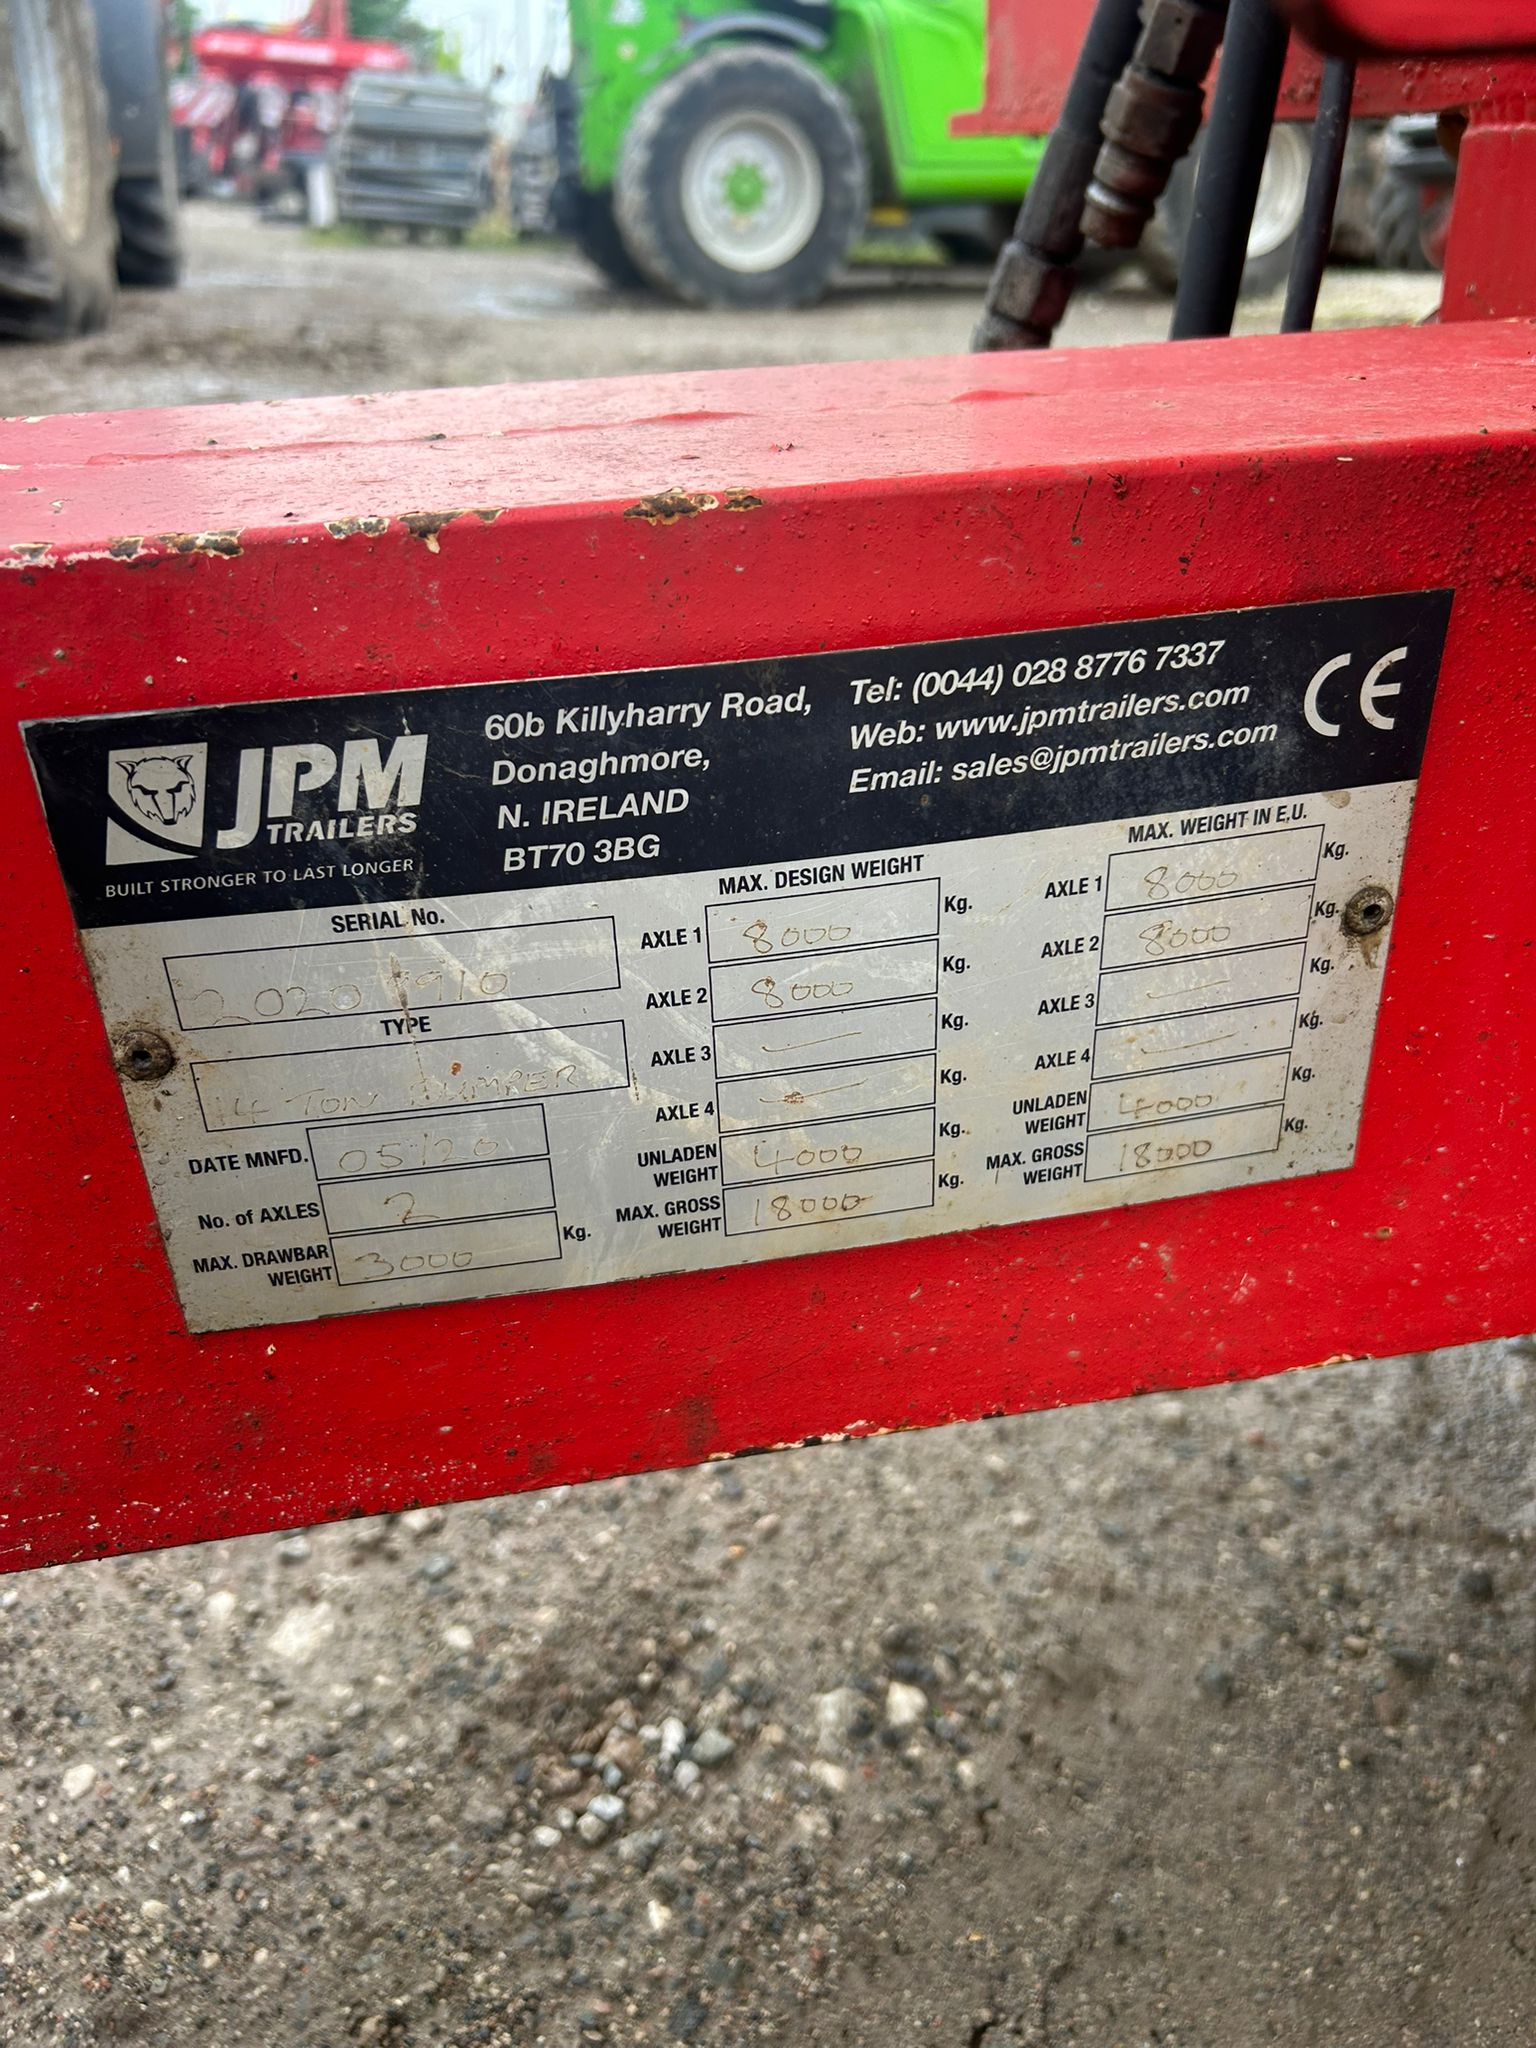 JPM
TRAILERS
BUILT STRONGER TO LAST LONGER
60b Killyharry Road,
Donaghmore,
N. IRELAND
BT70 3BG
Tel: (0044) 028 8776 7337
Web: www.jpmtrailers.com
Email: sales@jpmtrailers.com
CE
SERIAL No.
TYPE
14 TON DUMPER
DATE MNFD. 05/20
No. of AXLES 2
MAX. DRAWBAR WEIGHT 3000 Kg.
MAX. DESIGN WEIGHT
AXLE 1 8000 Kg.
AXLE 2 8000 Kg.
AXLE 3 — Kg.
AXLE 4 — Kg.
UNLADEN WEIGHT 4000 Kg.
MAX. GROSS WEIGHT 18000 Kg.
MAX. WEIGHT IN E.U.
AXLE 1 8000 Kg.
AXLE 2 8000 Kg.
AXLE 3 — Kg.
AXLE 4 — Kg.
UNLADEN WEIGHT 4000 Kg.
MAX. GROSS WEIGHT 18000 Kg.